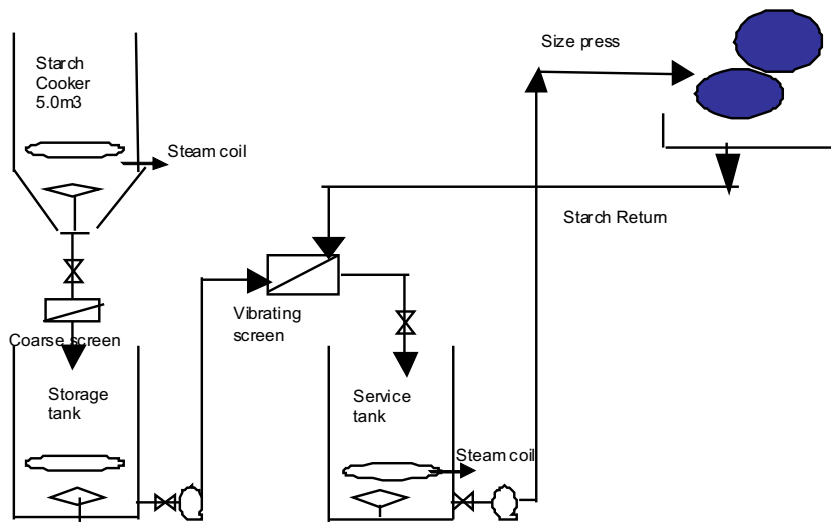 Starch
Cooker
5.0m3
Steam coil
Size press
Starch Return
Vibrating
screen
Coarse screen
Storage
tank
Service
tank
Steam coil